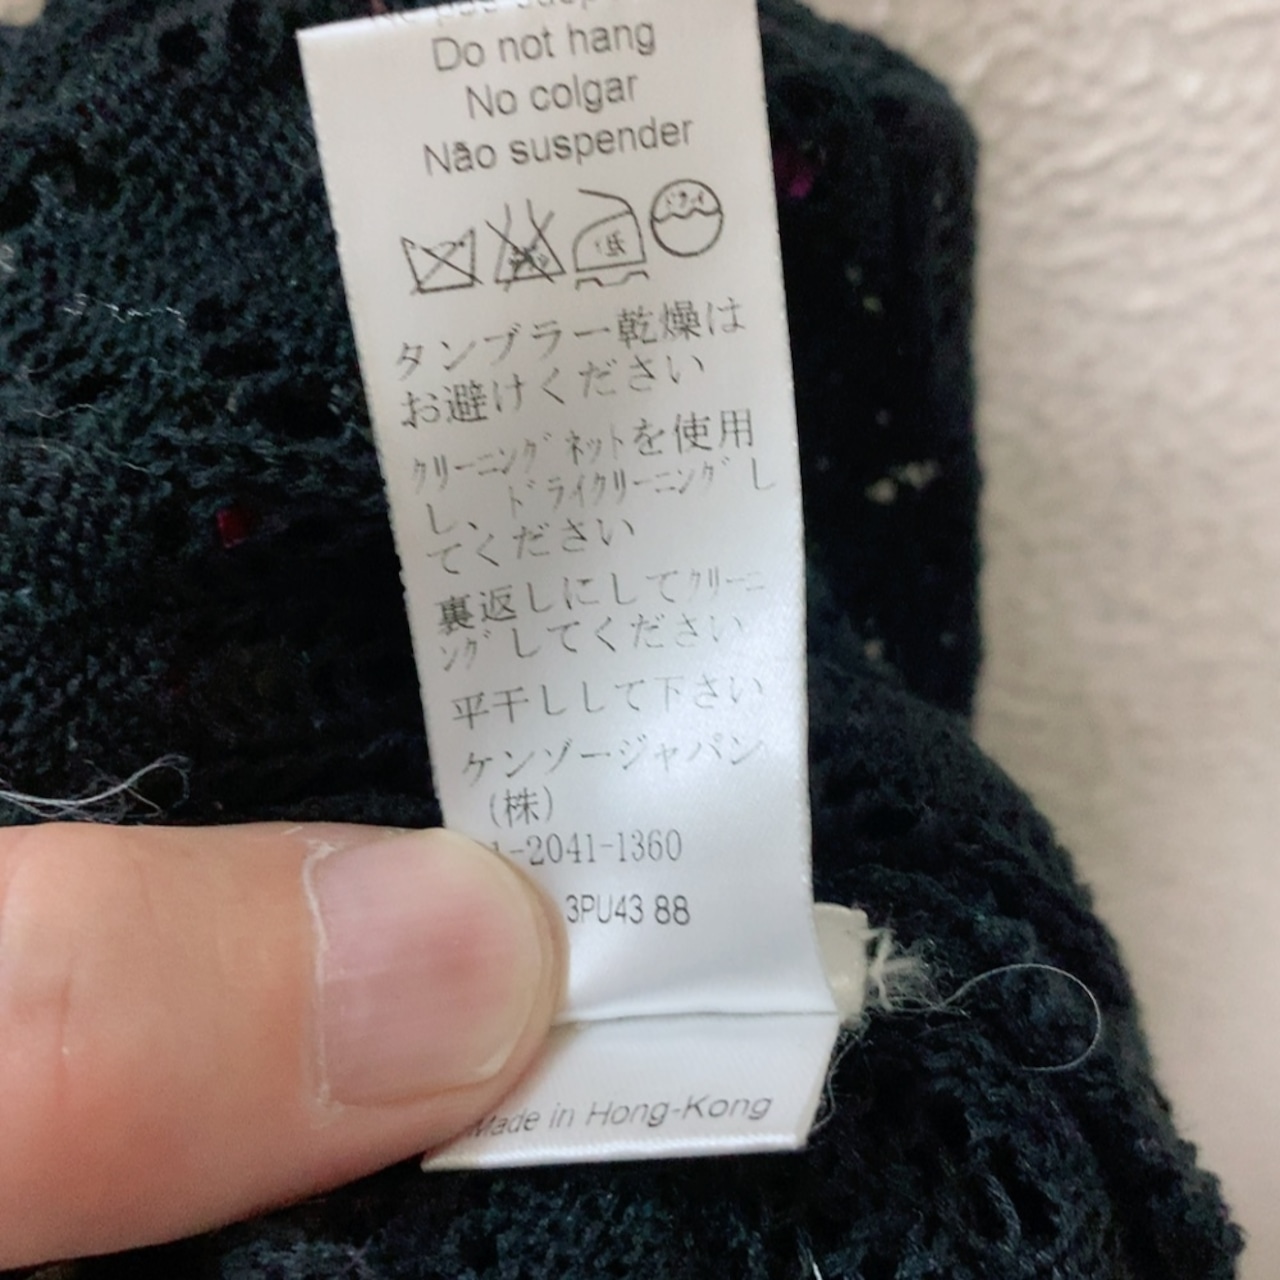 Do not hang
No colgar
Não suspender
低
ドライ
タンブラー乾燥は
お避けください
クリーニングネットを使用
し、ドライクリーニングし
てください
裏返しにしてクリーニ
ングしてください
平干しして下さい
ケンゾージャパン
(株)
-2041-1360
3PU43 88
Made in Hong-Kong